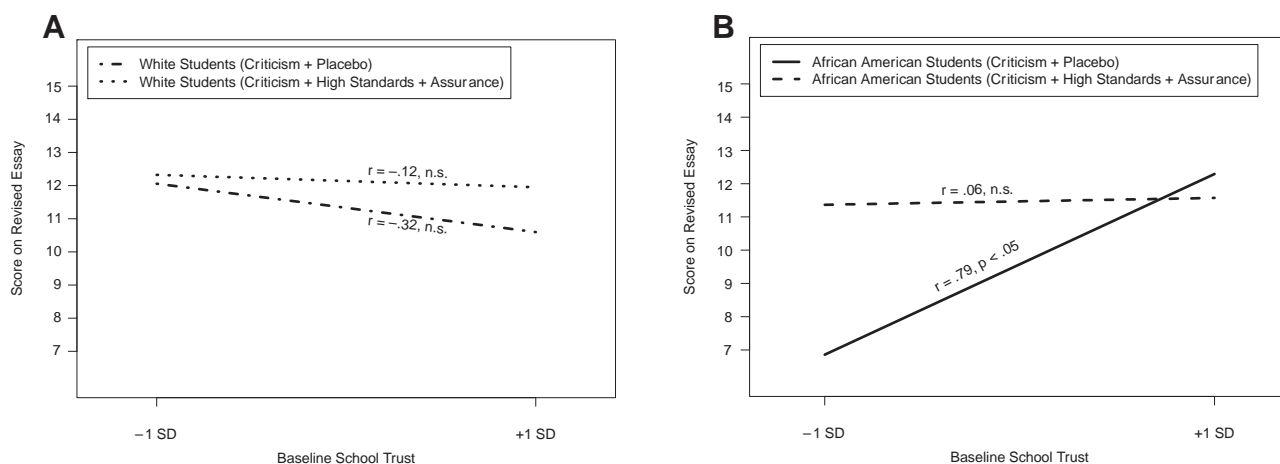 A
White Students (Criticism + Placebo)
White Students (Criticism + High Standards + Assurance)
Score on Revised Essay
15
14
13
12
11
10
9
8
7
r = –.12, n.s.
r = –.32, n.s.
–1 SD
+1 SD
Baseline School Trust
B
African American Students (Criticism + Placebo)
African American Students (Criticism + High Standards + Assurance)
Score on Revised Essay
15
14
13
12
11
10
9
8
7
r = .06, n.s.
r = .79, p < .05
–1 SD
+1 SD
Baseline School Trust